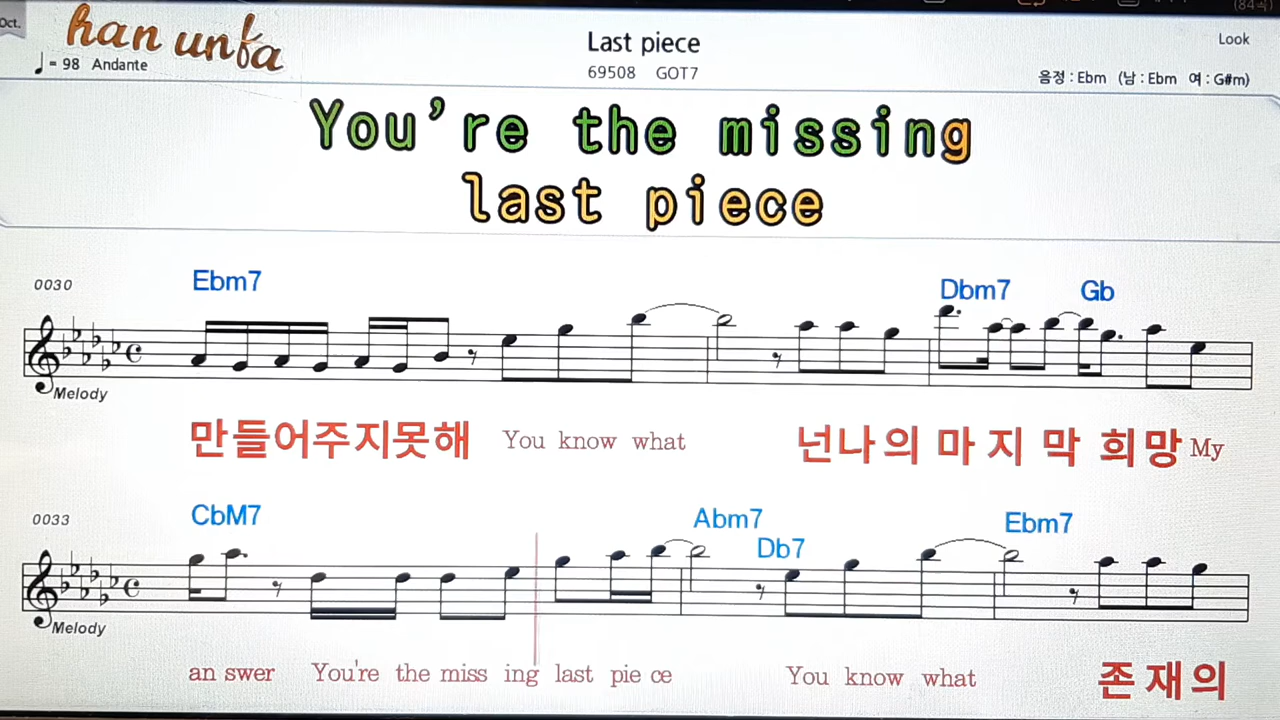 Oct.
han unfa
Last piece
Look
♩= 98 Andante
69508 GOT7
음정 : Ebm (남 : Ebm 여 : G#m)
You're the missing
last piece
0030
Ebm7 Dbm7 Gb
Melody
만들어주지못해 You know what 넌나의 마지막 희망 My
0033
CbM7 Abm7 Db7 Ebm7
Melody
an swer You're the miss ing last pie ce You know what 존재의